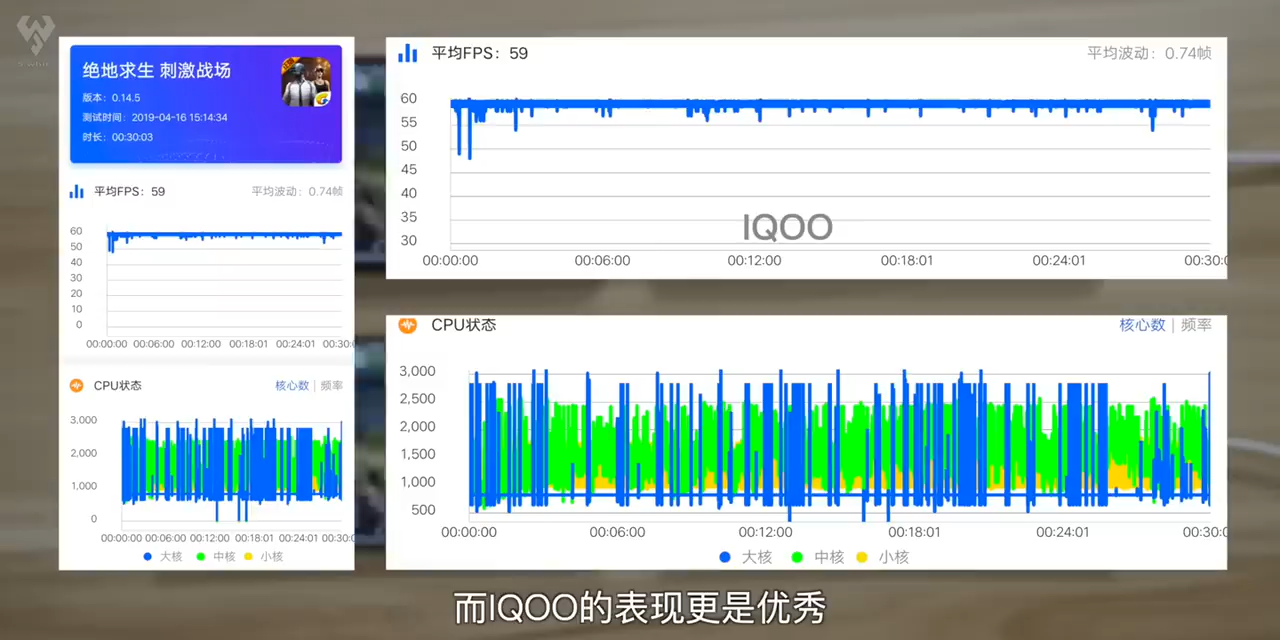 绝地求生 刺激战场
版本：0.14.5
测试时间：2019-04-16 15:14:34
时长：00:30:03
平均FPS：59
平均波动：0.74帧
60
50
40
30
20
10
0
00:00:00 00:06:00 00:12:00 00:18:01 00:24:01 00:30:0
CPU状态
核心数 | 频率
3,000
2,000
1,000
0
00:00:00 00:06:00 00:12:00 00:18:01 00:24:01 00:30:0
大核 中核 小核
平均FPS：59
平均波动：0.74帧
60
55
50
45
40
35
30
IQOO
00:00:00 00:06:00 00:12:00 00:18:01 00:24:01 00:30:0
CPU状态
核心数 | 频率
3,000
2,500
2,000
1,500
1,000
500
00:00:00 00:06:00 00:12:00 00:18:01 00:24:01 00:30:0
大核 中核 小核
而IQOO的表现更是优秀